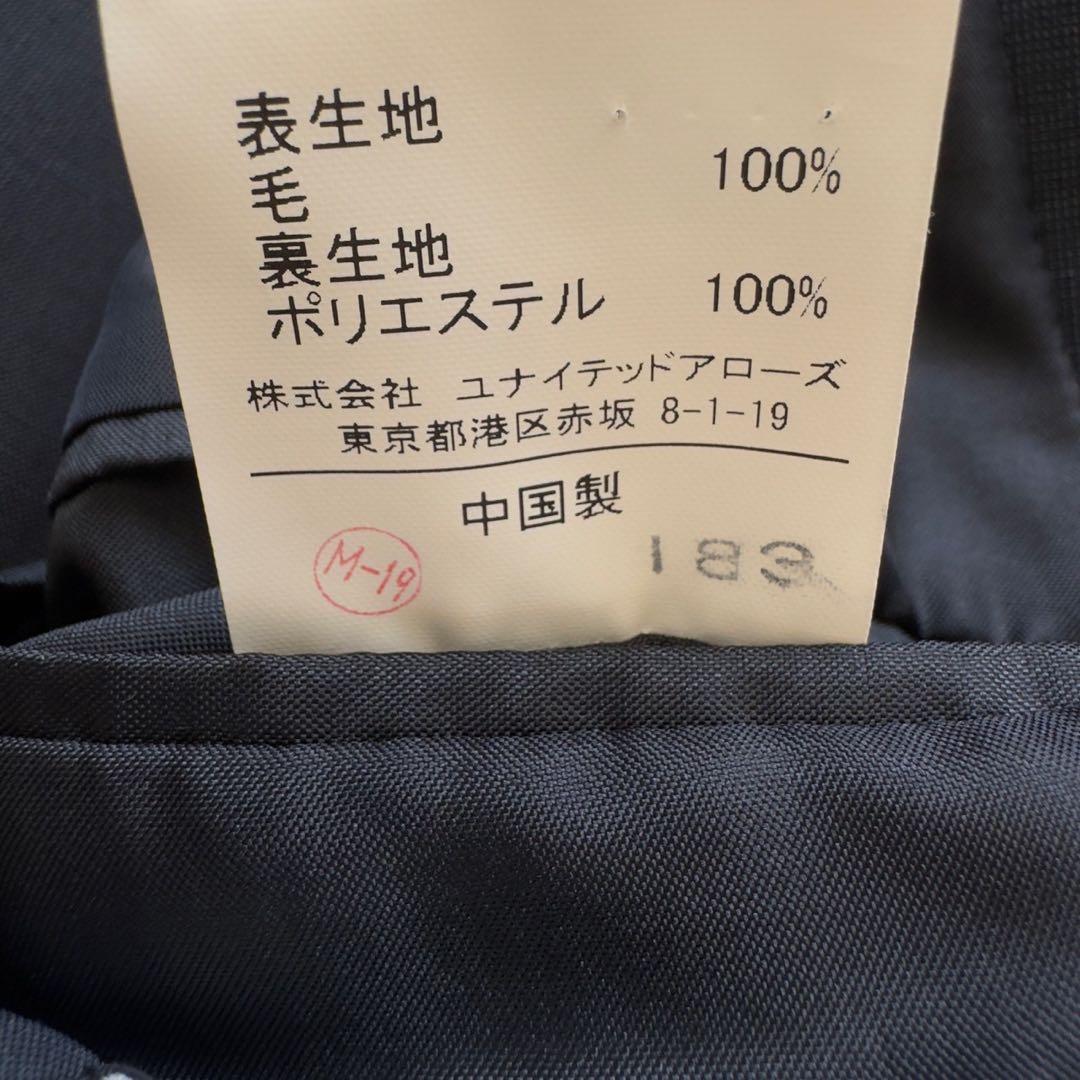 表生地
毛 100%
裏生地
ポリエステル 100%
株式会社 ユナイテッドアローズ
東京都港区赤坂 8-1-19
中国製
M-19 183